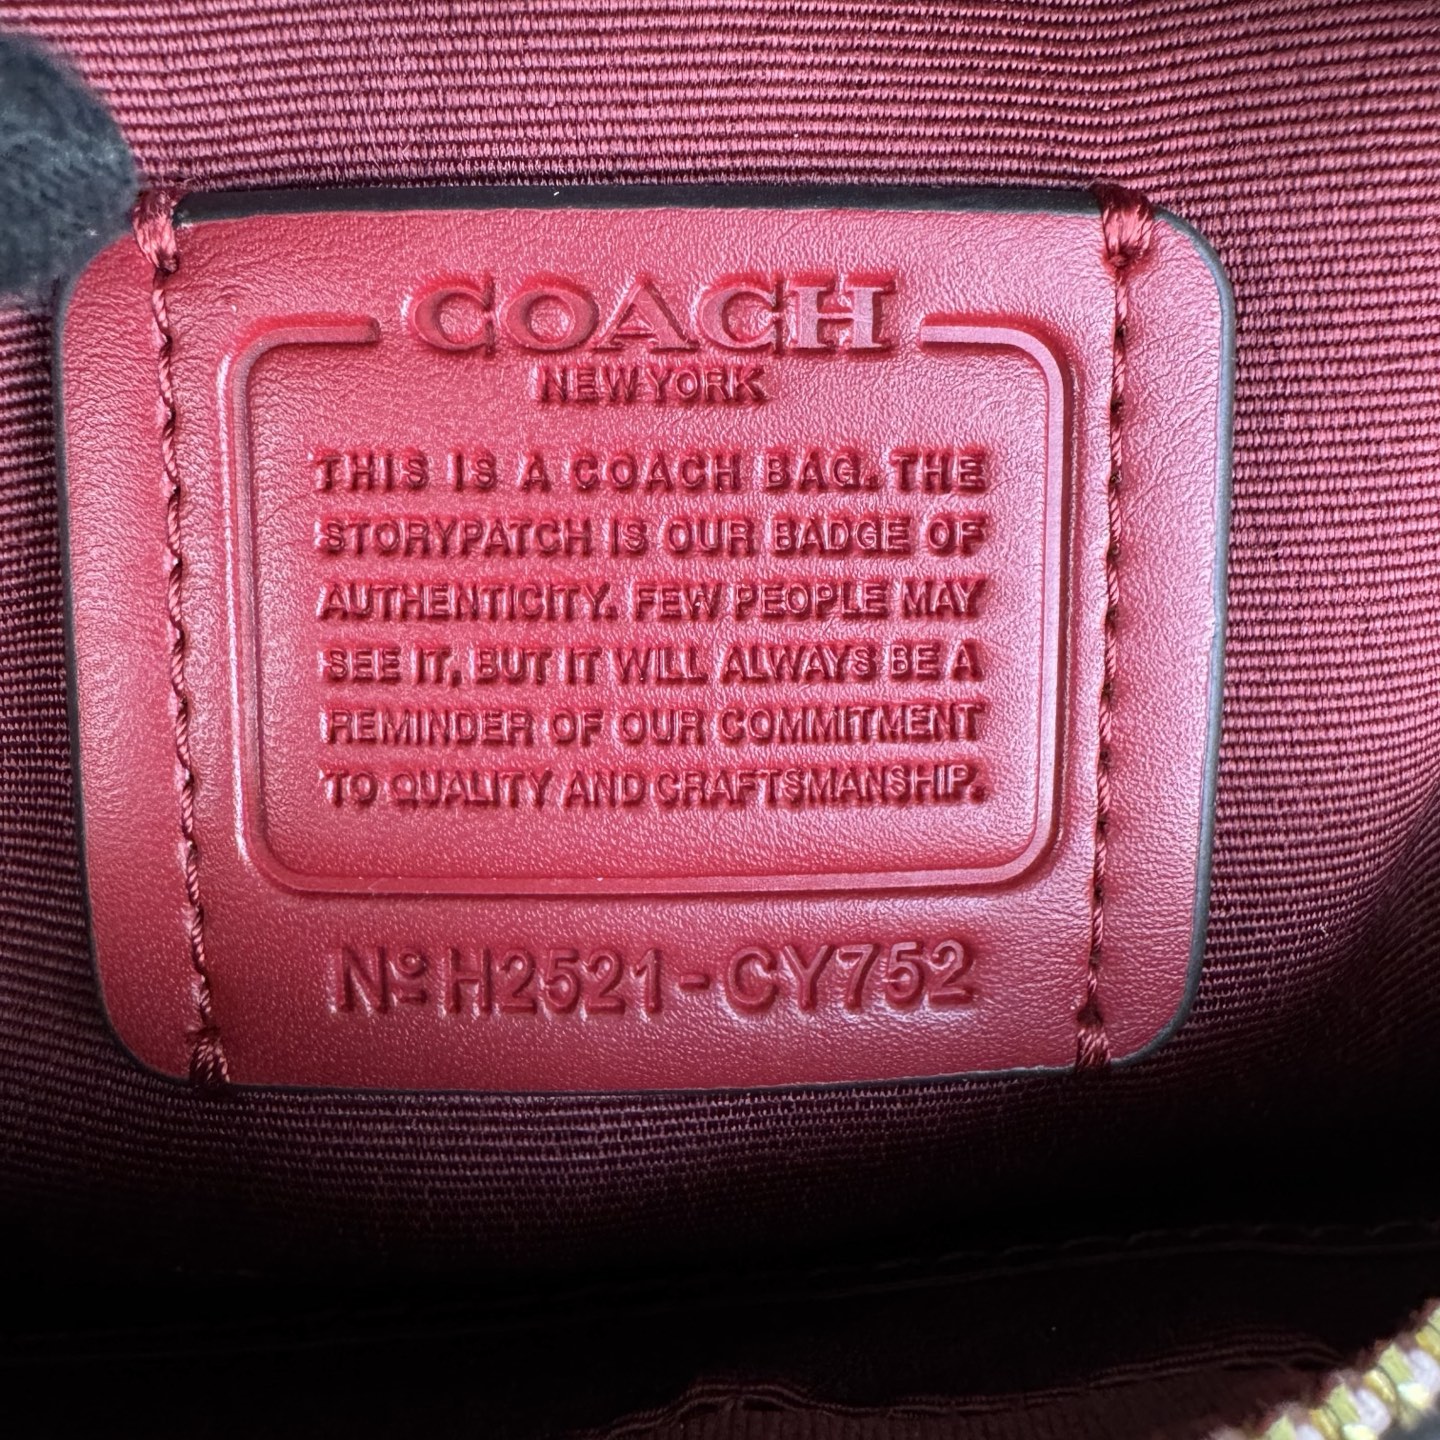 COACH
NEW YORK
THIS IS A COACH BAG. THE
STORYPATCH IS OUR BADGE OF
AUTHENTICITY. FEW PEOPLE MAY
SEE IT, BUT IT WILL ALWAYS BE A
REMINDER OF OUR COMMITMENT
TO QUALITY AND CRAFTSMANSHIP.
Nº H2521-CY752